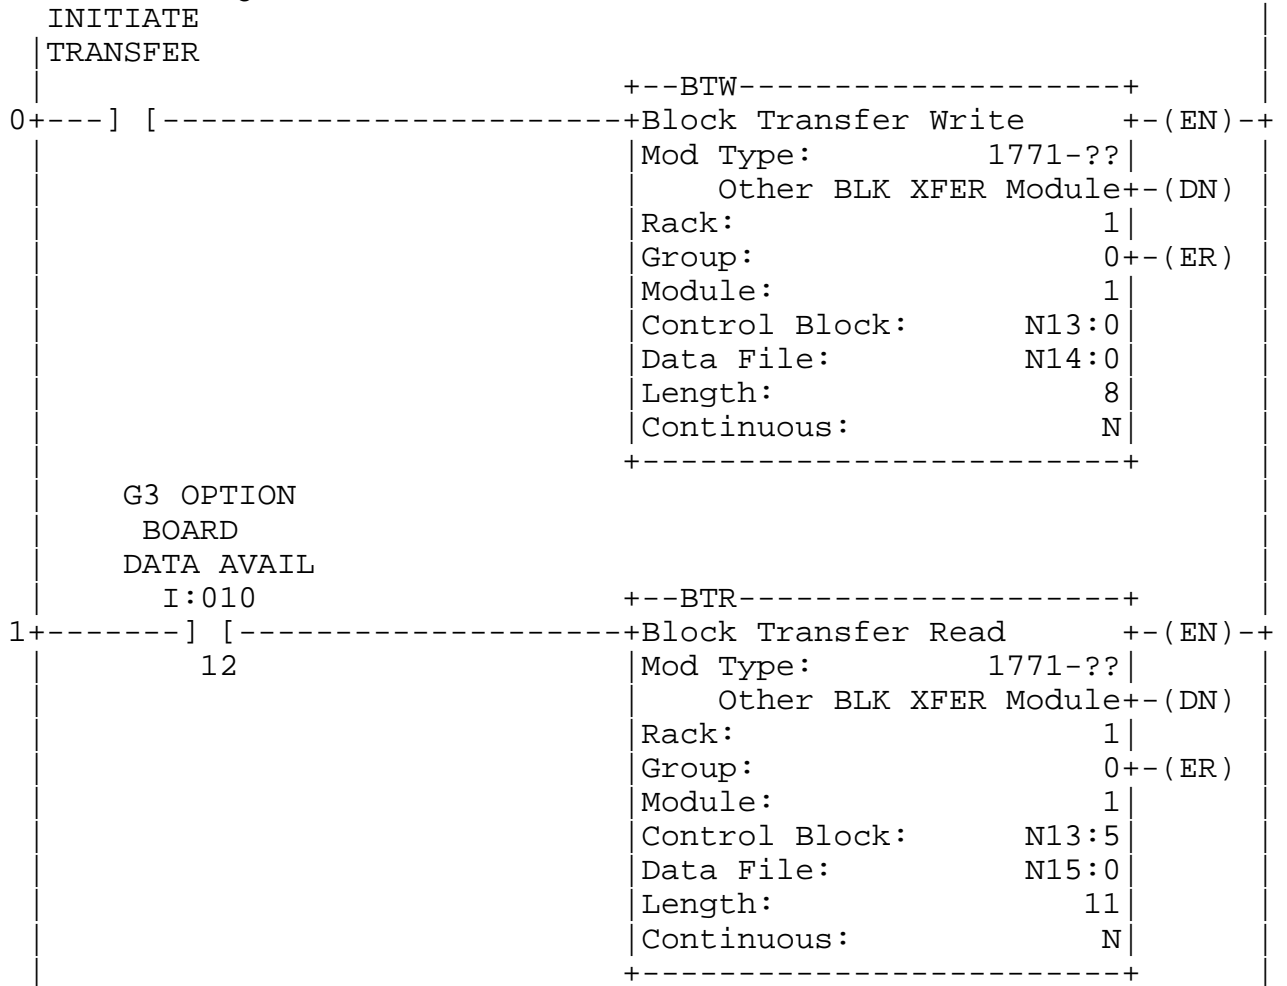 INITIATE
|TRANSFER
+--BTW--------------------+
0+---] [------------------------+Block Transfer Write +-(EN)-+
|Mod Type: 1771-??|
Other BLK XFER Module+-(DN)
|Rack: 1|
|Group: 0+-(ER)
|Module: 1|
|Control Block: N13:0|
|Data File: N14:0|
|Length: 8|
|Continuous: N|
+-------------------------+
G3 OPTION
BOARD
DATA AVAIL
I:010 +--BTR--------------------+
1+-------] [--------------------+Block Transfer Read +-(EN)-+
12 |Mod Type: 1771-??|
Other BLK XFER Module+-(DN)
|Rack: 1|
|Group: 0+-(ER)
|Module: 1|
|Control Block: N13:5|
|Data File: N15:0|
|Length: 11|
|Continuous: N|
+-------------------------+